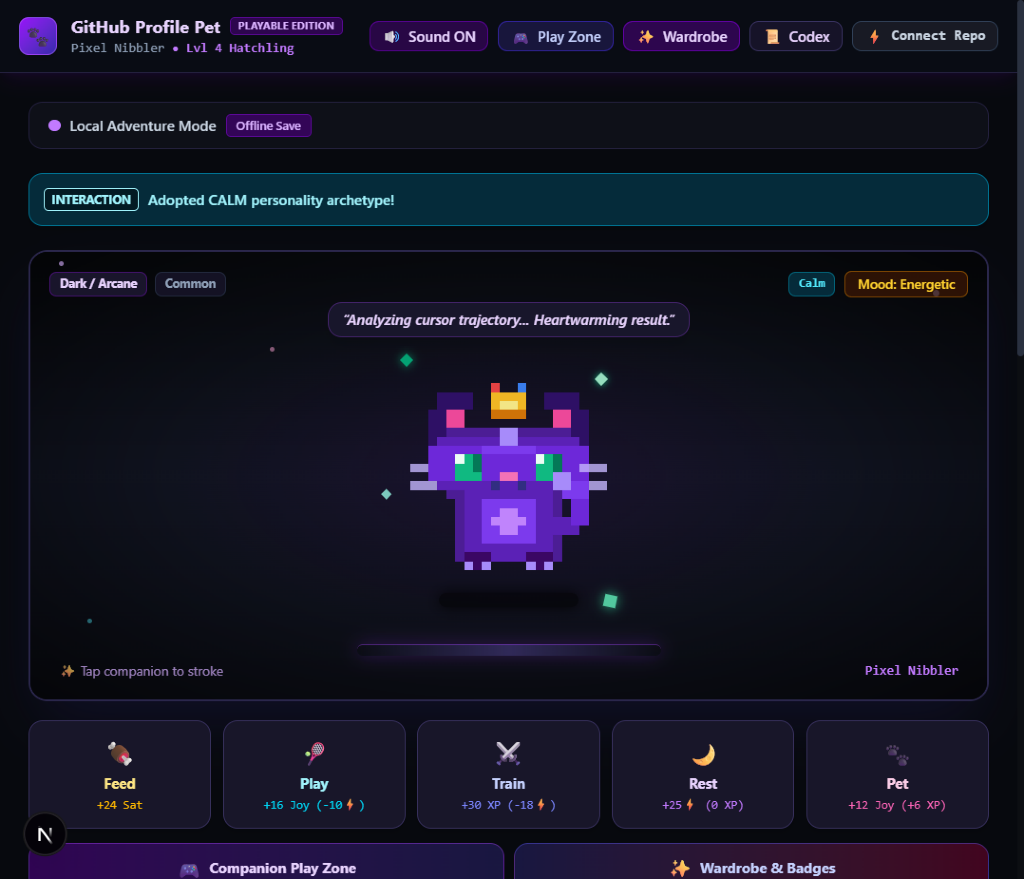 GitHub Profile Pet PLAYABLE EDITION
Pixel Nibbler • Lvl 4 Hatchling
Sound ON
Play Zone
Wardrobe
Codex
Connect Repo
Local Adventure Mode Offline Save
INTERACTION Adopted CALM personality archetype!
Dark / Arcane Common
Calm Mood: Energetic
"Analyzing cursor trajectory... Heartwarming result."
Tap companion to stroke
Pixel Nibbler
Feed
+24 Sat
Play
+16 Joy (-10⚡)
Train
+30 XP (-18⚡)
Rest
+25⚡ (0 XP)
Pet
+12 Joy (+6 XP)
N
Companion Play Zone
Wardrobe & Badges